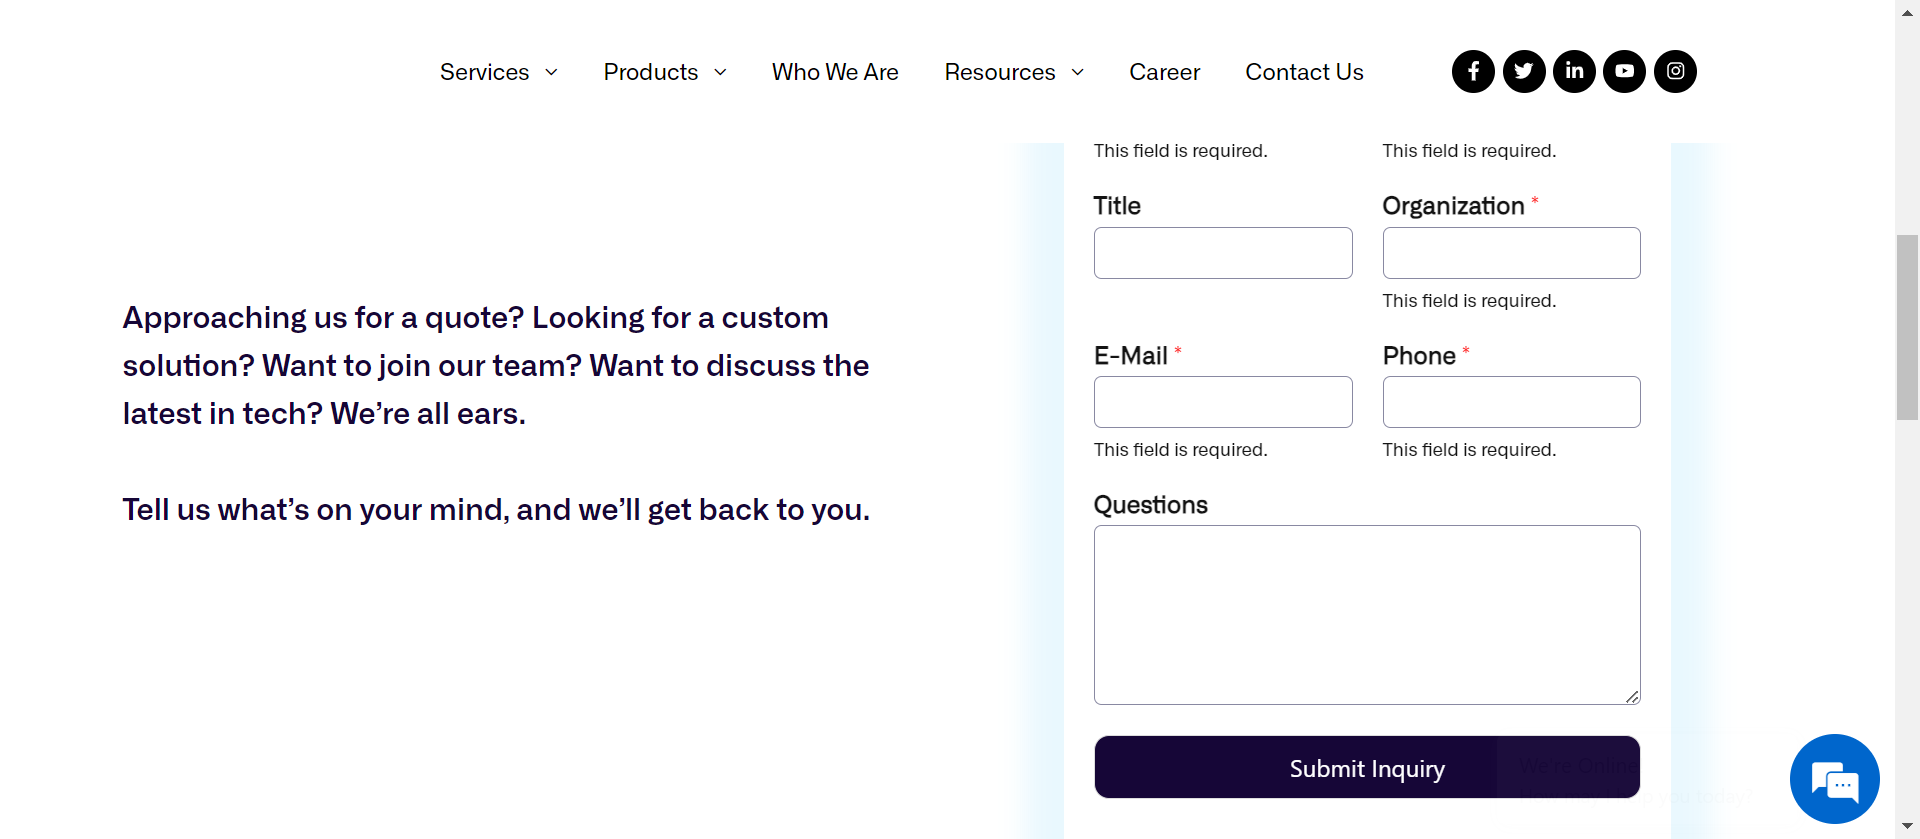 Services Products Who We Are Resources Career Contact Us
This field is required. This field is required.
Title Organization *
This field is required.
Approaching us for a quote? Looking for a custom
solution? Want to join our team? Want to discuss the
latest in tech? We’re all ears.
Tell us what’s on your mind, and we’ll get back to you.
E-Mail * Phone *
This field is required. This field is required.
Questions
Submit Inquiry
We're Online